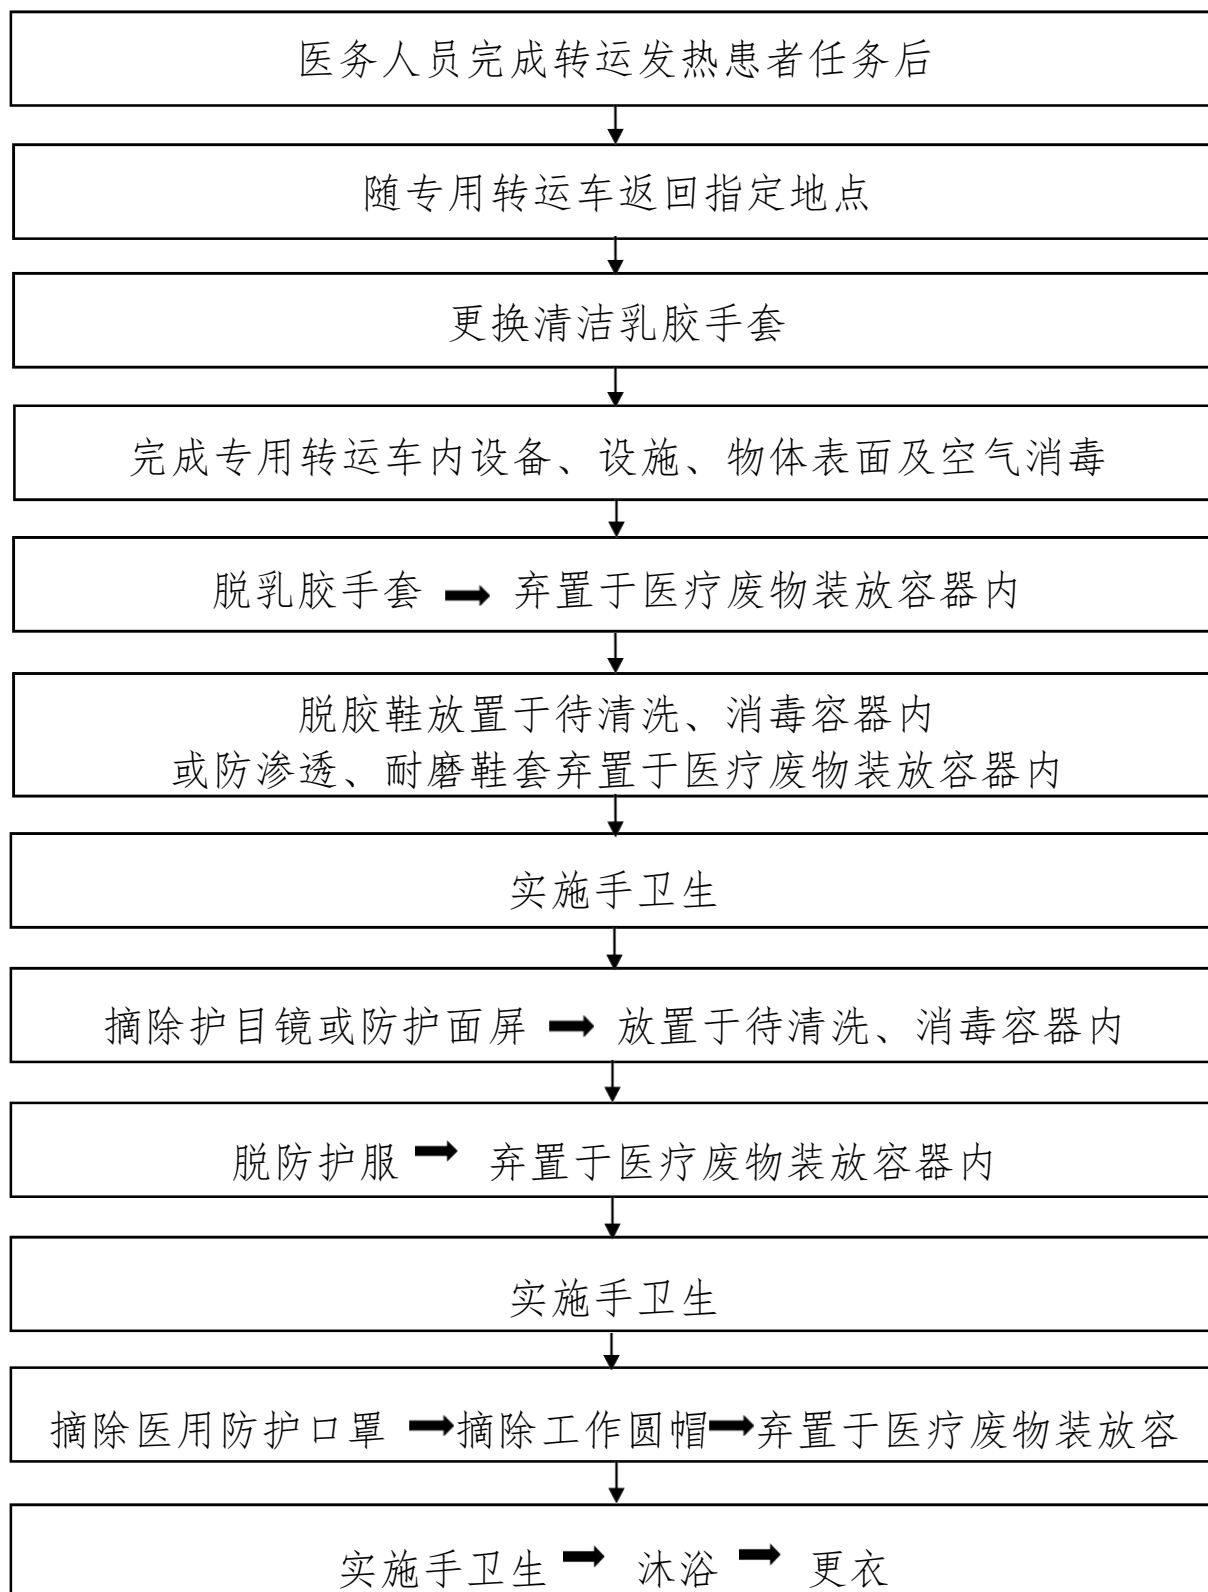 医务人员完成转运发热患者任务后
随专用转运车返回指定地点
更换清洁乳胶手套
完成专用转运车内设备、设施、物体表面及空气消毒
脱乳胶手套 弃置于医疗废物装放容器内
脱胶鞋放置于待清洗、消毒容器内
或防渗透、耐磨鞋套弃置于医疗废物装放容器内
实施手卫生
摘除护目镜或防护面屏 放置于待清洗、消毒容器内
脱防护服 弃置于医疗废物装放容器内
实施手卫生
摘除医用防护口罩 摘除工作圆帽 弃置于医疗废物装放容
实施手卫生 沐浴 更衣